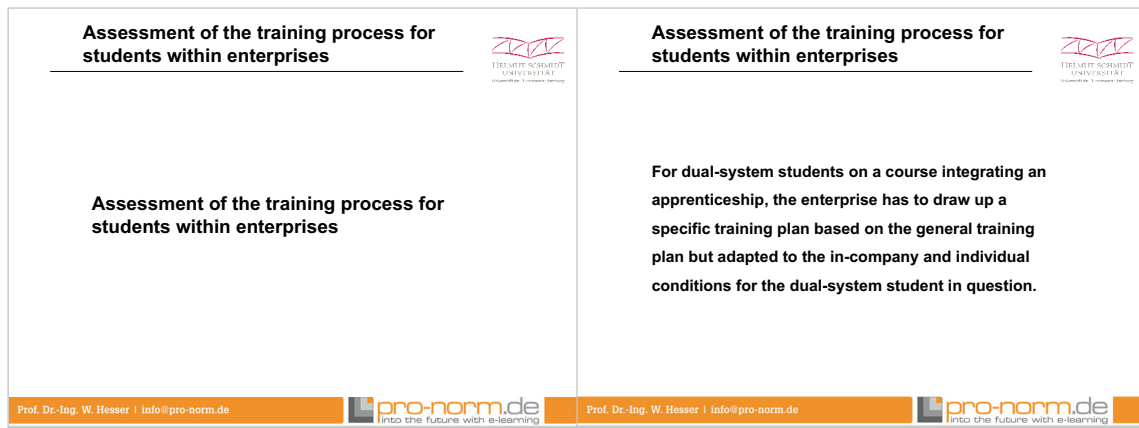 Assessment of the training process for
students within enterprises
HELMUT SCHMIDT
UNIVERSITÄT
Assessment of the training process for
students within enterprises
Prof. Dr.-Ing. W. Hesser | info@pro-norm.de
pro-norm.de
into the future with e-learning
Assessment of the training process for
students within enterprises
HELMUT SCHMIDT
UNIVERSITÄT
For dual-system students on a course integrating an
apprenticeship, the enterprise has to draw up a
specific training plan based on the general training
plan but adapted to the in-company and individual
conditions for the dual-system student in question.
Prof. Dr.-Ing. W. Hesser | info@pro-norm.de
pro-norm.de
into the future with e-learning